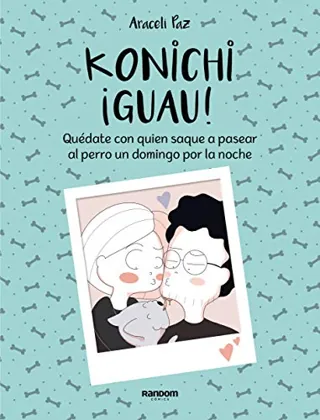 Araceli Paz
KONICHI
¡GUAU!
Quédate con quien saque a pasear
al perro un domingo por la noche
RANDOM
CÓMICS